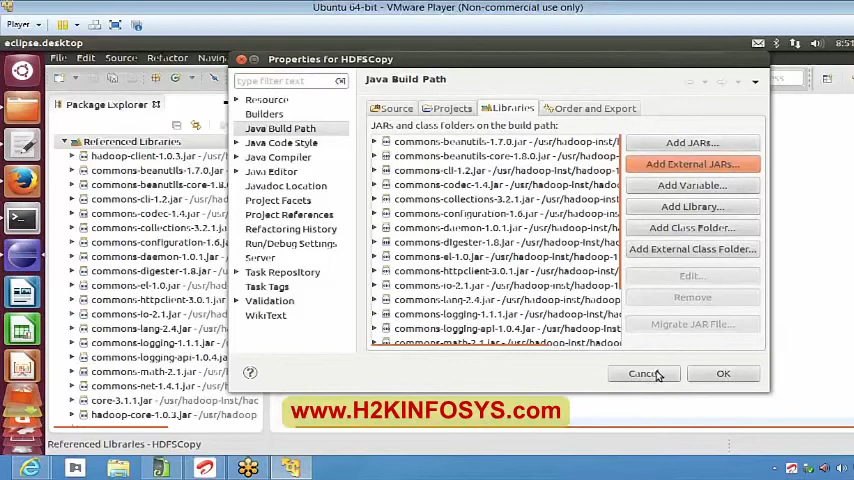 Ubuntu 64-bit - VMware Player (Non-commercial use only)
Player
eclipse.desktop
8:51
File Edit Source Refactor Naviga
Properties for HDFSCopy
type filter text
Java Build Path
Package Explorer
Resource
Builders
Java Build Path
Java Code Style
Java Compiler
Java Editor
Javadoc Location
Project Facets
Project References
Refactoring History
Run/Debug Settings
Server
Task Repository
Task Tags
Validation
WikiText
Source Projects Libraries Order and Export
JARs and class folders on the build path:
commons-beanutils-1.7.0.jar - /usr/hadoop-inst/h
commons-beanutils-core-1.8.0.jar - /usr/hadoop-i
commons-cli-1.2.jar - /usr/hadoop-inst/hadoop/lib
commons-codec-1.4.jar - /usr/hadoop-inst/hadoop
commons-collections-3.2.1.jar - /usr/hadoop-inst/
commons-configuration-1.6.jar - /usr/hadoop-inst
commons-daemon-1.0.1.jar - /usr/hadoop-inst/ha
commons-digester-1.8.jar - /usr/hadoop-inst/had
commons-el-1.0.jar - /usr/hadoop-inst/hadoop/lib
commons-httpclient-3.0.1.jar - /usr/hadoop-inst/
commons-io-2.1.jar - /usr/hadoop-inst/hadoop/lib
commons-lang-2.4.jar - /usr/hadoop-inst/hadoop/
commons-logging-1.1.1.jar - /usr/hadoop-inst/had
commons-logging-api-1.0.4.jar - /usr/hadoop-inst
commons-math-2.1.jar - /usr/hadoop-inst/hadoop
Add JARs...
Add External JARs...
Add Variable...
Add Library...
Add Class Folder...
Add External Class Folder...
Edit...
Remove
Migrate JAR File...
Cancel OK
Referenced Libraries
hadoop-client-1.0.3.jar - /usr/
commons-beanutils-1.7.0.jar -
commons-beanutils-core-1.8
commons-cli-1.2.jar - /usr/had
commons-codec-1.4.jar - /usr/
commons-collections-3.2.1.j
commons-configuration-1.6.j
commons-daemon-1.0.1.jar -
commons-digester-1.8.jar - /u
commons-el-1.0.jar - /usr/had
commons-httpclient-3.0.1.jar
commons-io-2.1.jar - /usr/had
commons-lang-2.4.jar - /usr/
commons-logging-1.1.1.jar - /
commons-logging-api-1.0.4.j
commons-math-2.1.jar - /usr/
commons-net-1.4.1.jar - /usr/
core-3.1.1.jar - /usr/hadoop-i
hadoop-core-1.0.3.jar - /usr/h
www.H2KINFOSYS.com
Referenced Libraries - HDFSCopy